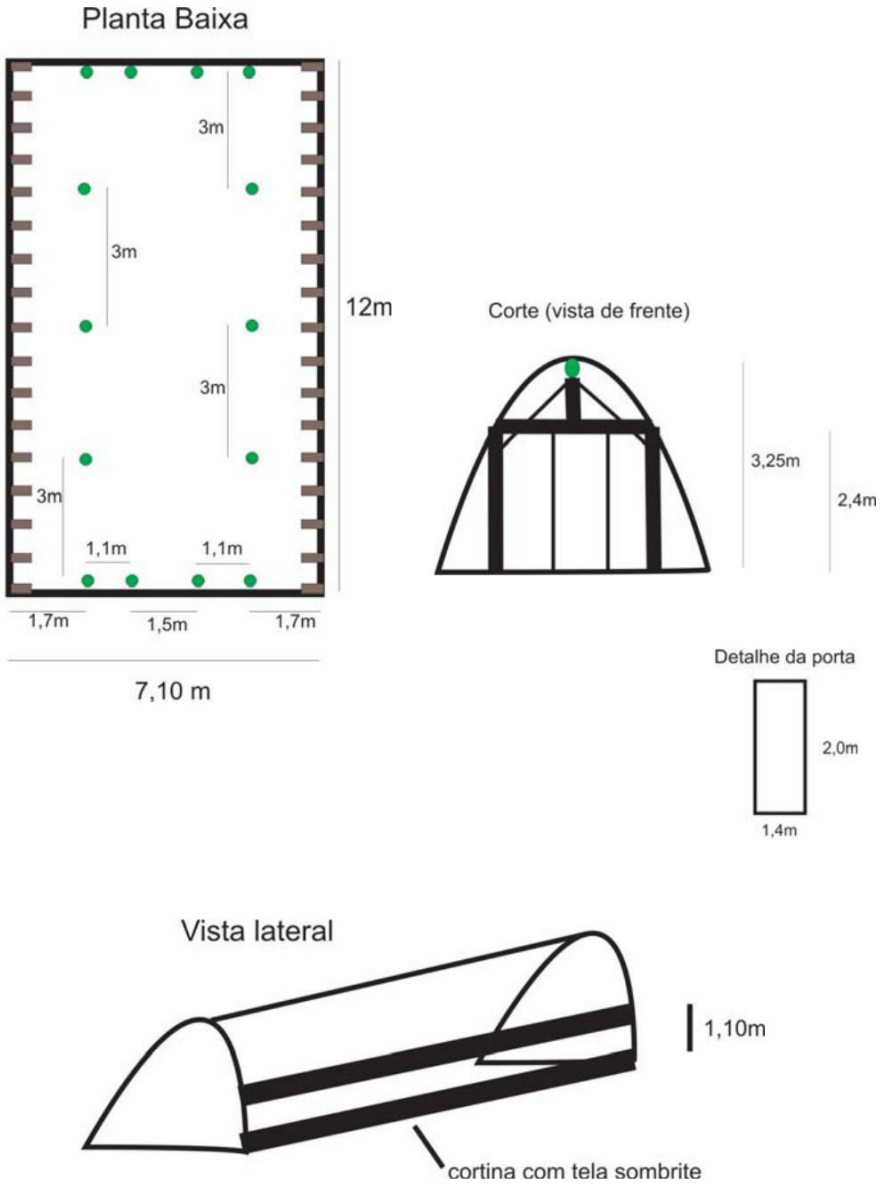 Planta Baixa
3m
3m
12m
3m
3m
1,1m
1,1m
1,7m
1,5m
1,7m
7,10 m
Corte (vista de frente)
3,25m
2,4m
Detalhe da porta
2,0m
1,4m
Vista lateral
1,10m
cortina com tela sombrite